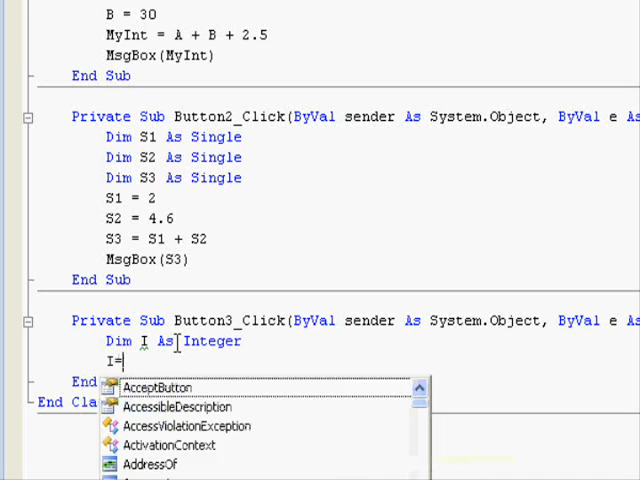 B = 30
MyInt = A + B + 2.5
MsgBox(MyInt)
End Sub
Private Sub Button2_Click(ByVal sender As System.Object, ByVal e As
Dim S1 As Single
Dim S2 As Single
Dim S3 As Single
S1 = 2
S2 = 4.6
S3 = S1 + S2
MsgBox(S3)
End Sub
Private Sub Button3_Click(ByVal sender As System.Object, ByVal e As
Dim I As Integer
I=
End
End Cla
AcceptButton
AccessibleDescription
AccessViolationException
ActivationContext
AddressOf